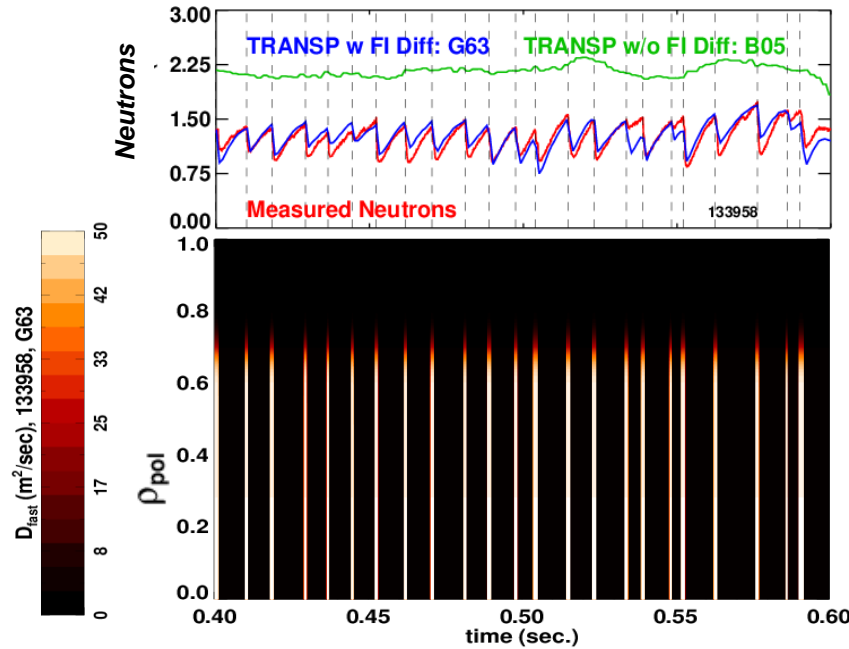 3.00
TRANSP w FI Diff: G63 TRANSP w/o FI Diff: B05
2.25
Neutrons
1.50
0.75
Measured Neutrons 133958
0.00
1.0
0.8
0.6
0.4
0.2
0.0
ρpol
50
42
33
25
17
8
0
Dfast (m²/sec), 133958, G63
0.40 0.45 0.50 0.55 0.60
time (sec.)